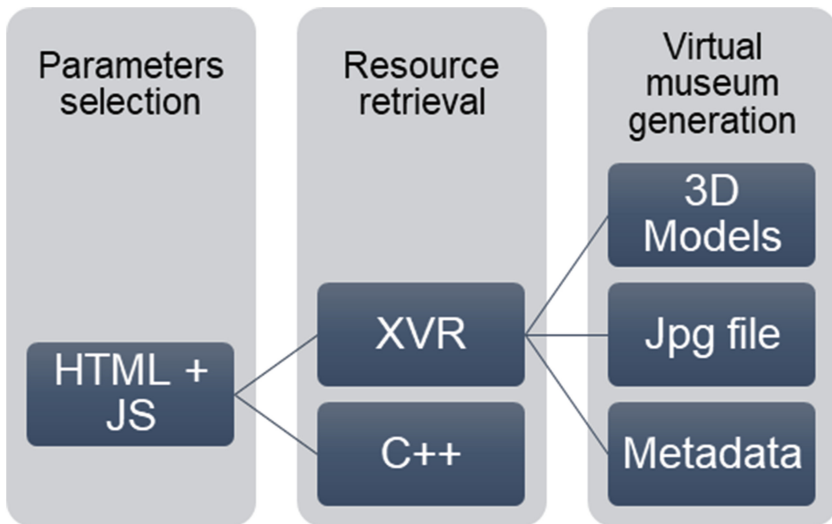 Parameters
selection
HTML +
JS
Resource
retrieval
XVR
C++
Virtual
museum
generation
3D
Models
Jpg file
Metadata